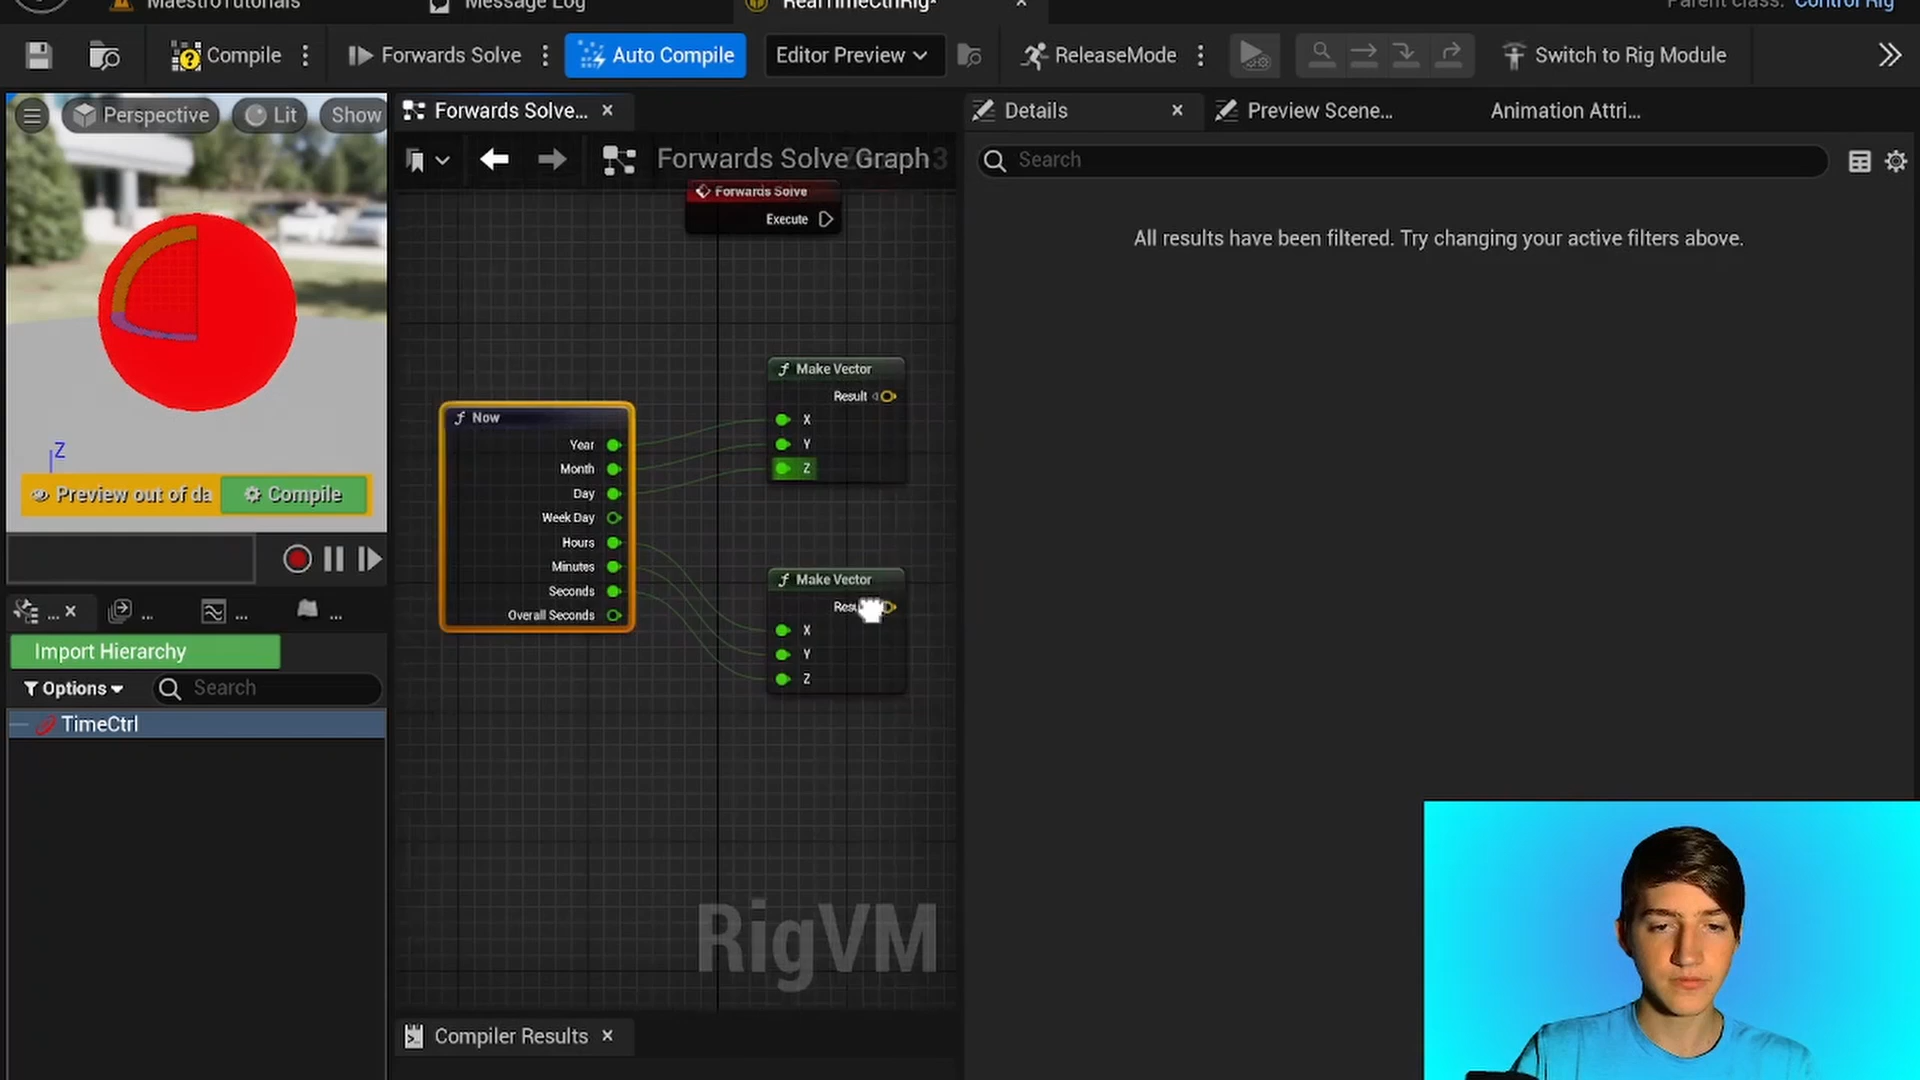 MaestroTutorials
Message Log
RealTimeCtrlRig*
Parent class: Control Rig
Compile
Forwards Solve
Auto Compile
Editor Preview
ReleaseMode
Switch to Rig Module
Perspective
Lit
Show
Forwards Solve...
Details
Preview Scene...
Animation Attri...
Forwards Solve Graph
Search
Forwards Solve
Execute
All results have been filtered. Try changing your active filters above.
Make Vector
Result
X
Y
Z
Now
Year
Month
Day
Week Day
Hours
Minutes
Seconds
Overall Seconds
Z
Preview out of da
Compile
Make Vector
X
Y
Z
...
...
...
...
Import Hierarchy
Options
Search
TimeCtrl
RigVM
Compiler Results